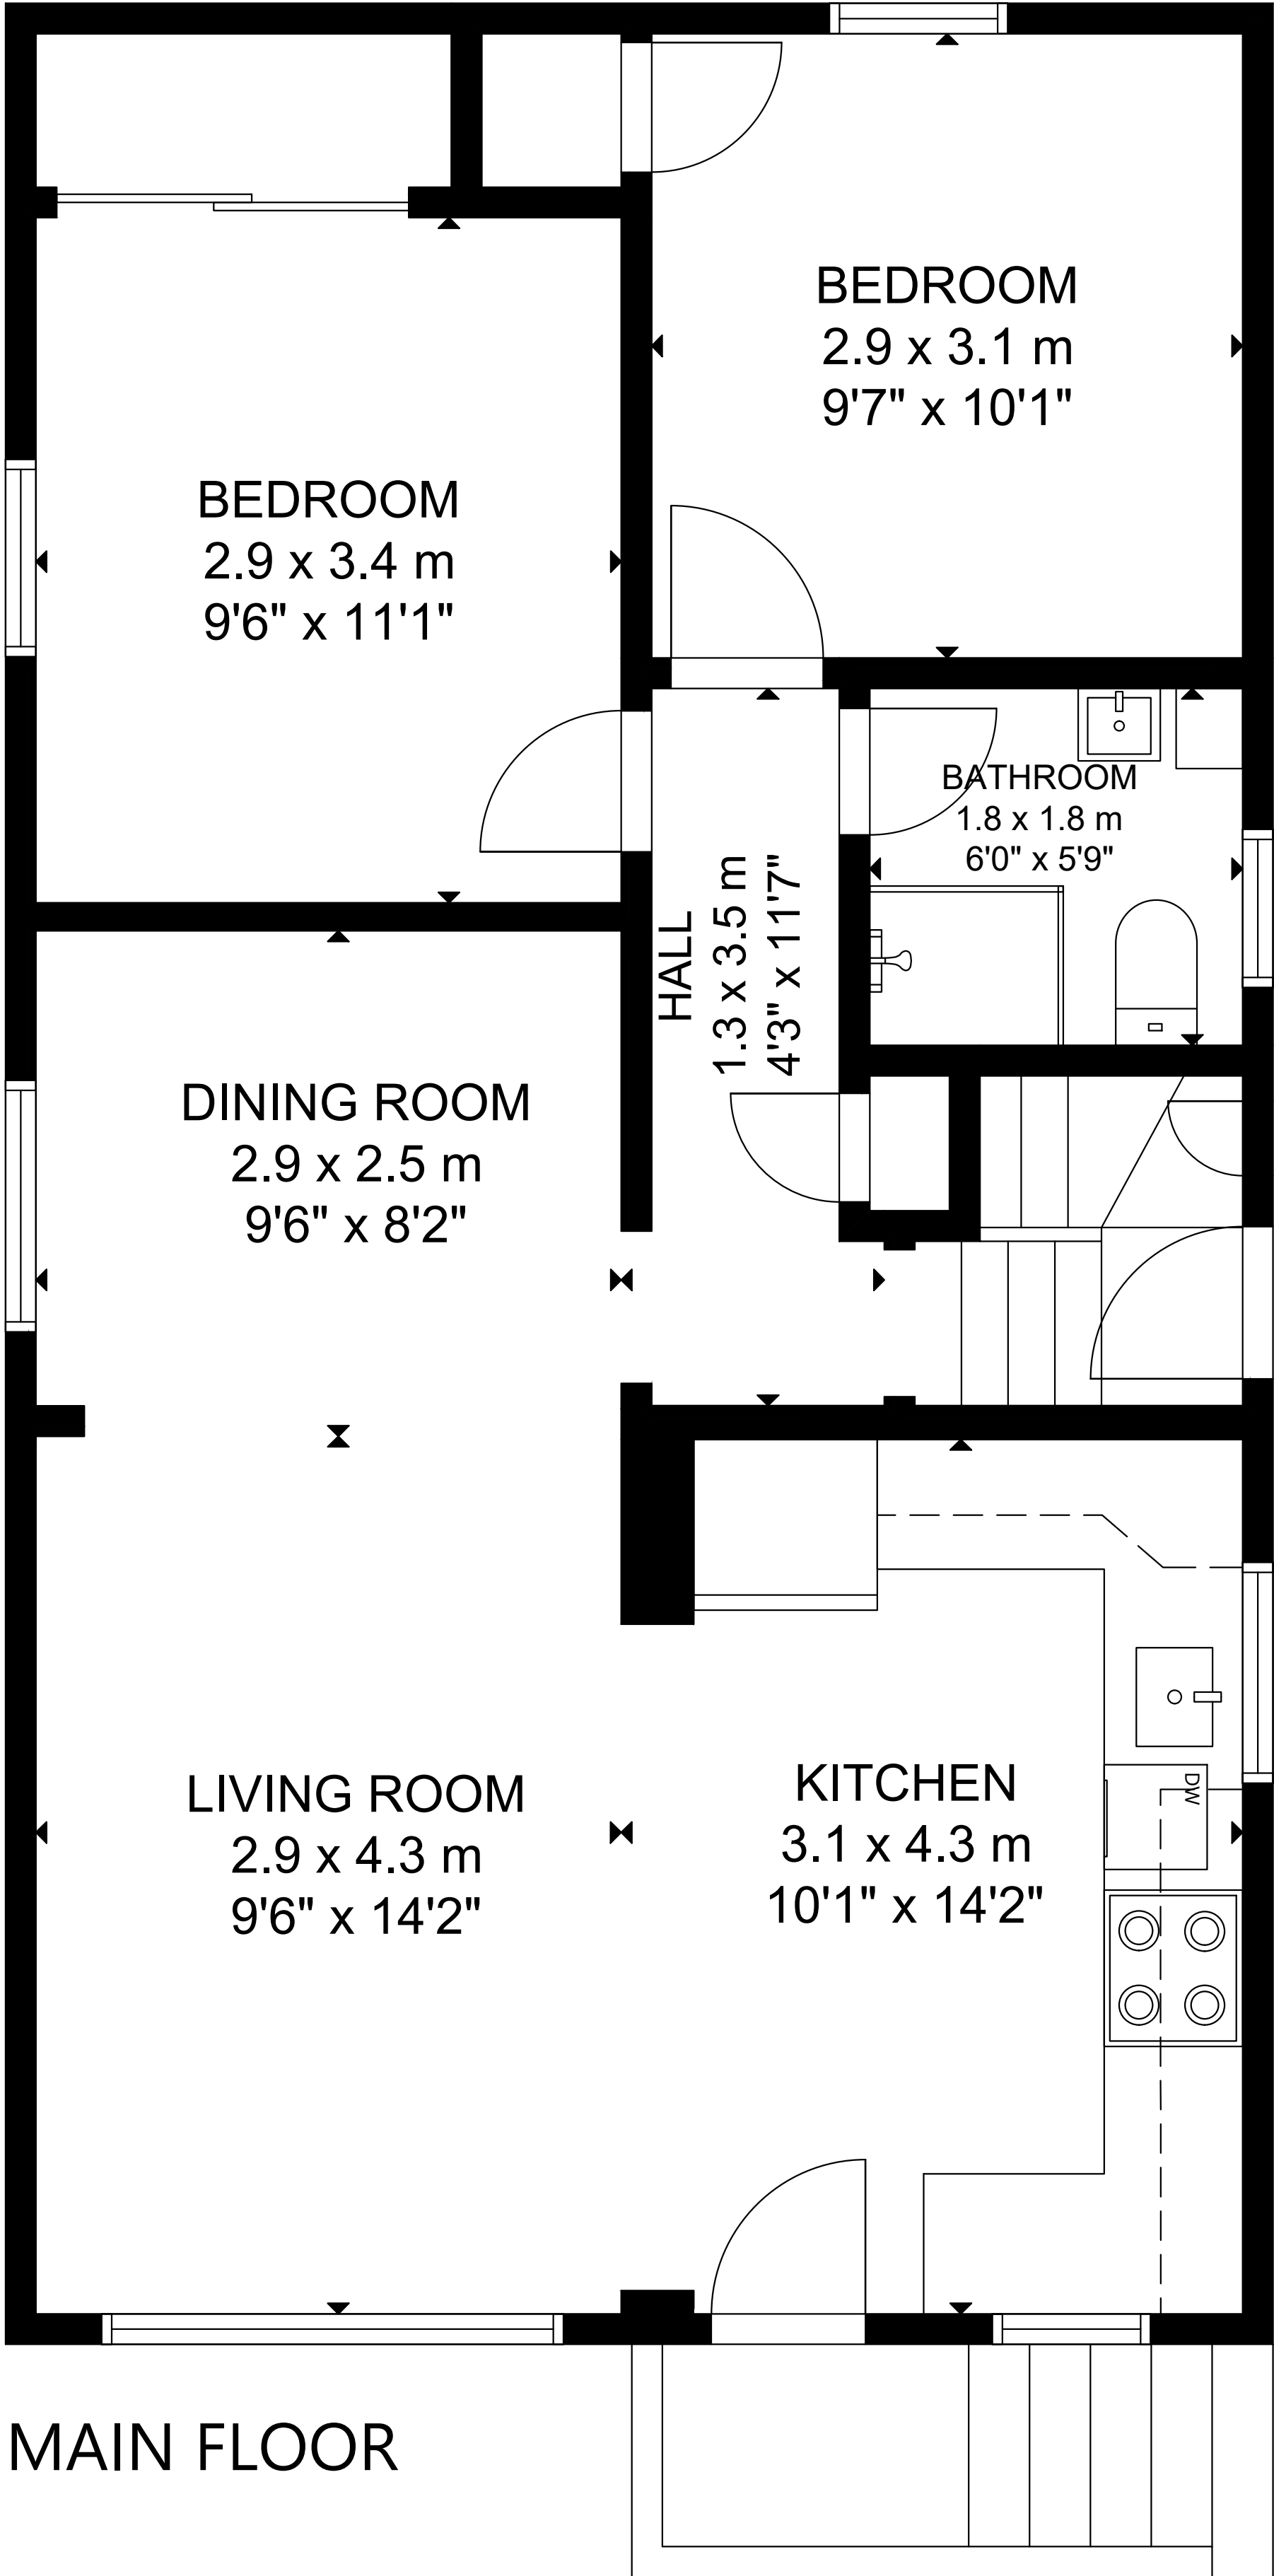 BEDROOM
2.9 x 3.1 m
9'7" x 10'1"
BEDROOM
2.9 x 3.4 m
9'6" x 11'1"
BATHROOM
1.8 x 1.8 m
6'0" x 5'9"
HALL
1.3 x 3.5 m
4'3" x 11'7"
DINING ROOM
2.9 x 2.5 m
9'6" x 8'2"
LIVING ROOM
2.9 x 4.3 m
9'6" x 14'2"
KITCHEN
3.1 x 4.3 m
10'1" x 14'2"
DW
MAIN FLOOR